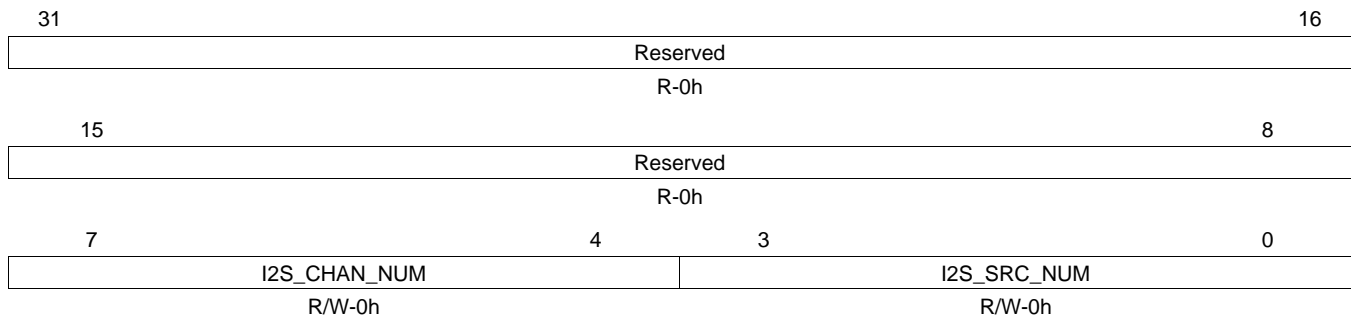 31 16
Reserved
R-0h
15 8
Reserved
R-0h
7 4 3 0
I2S_CHAN_NUM I2S_SRC_NUM
R/W-0h R/W-0h